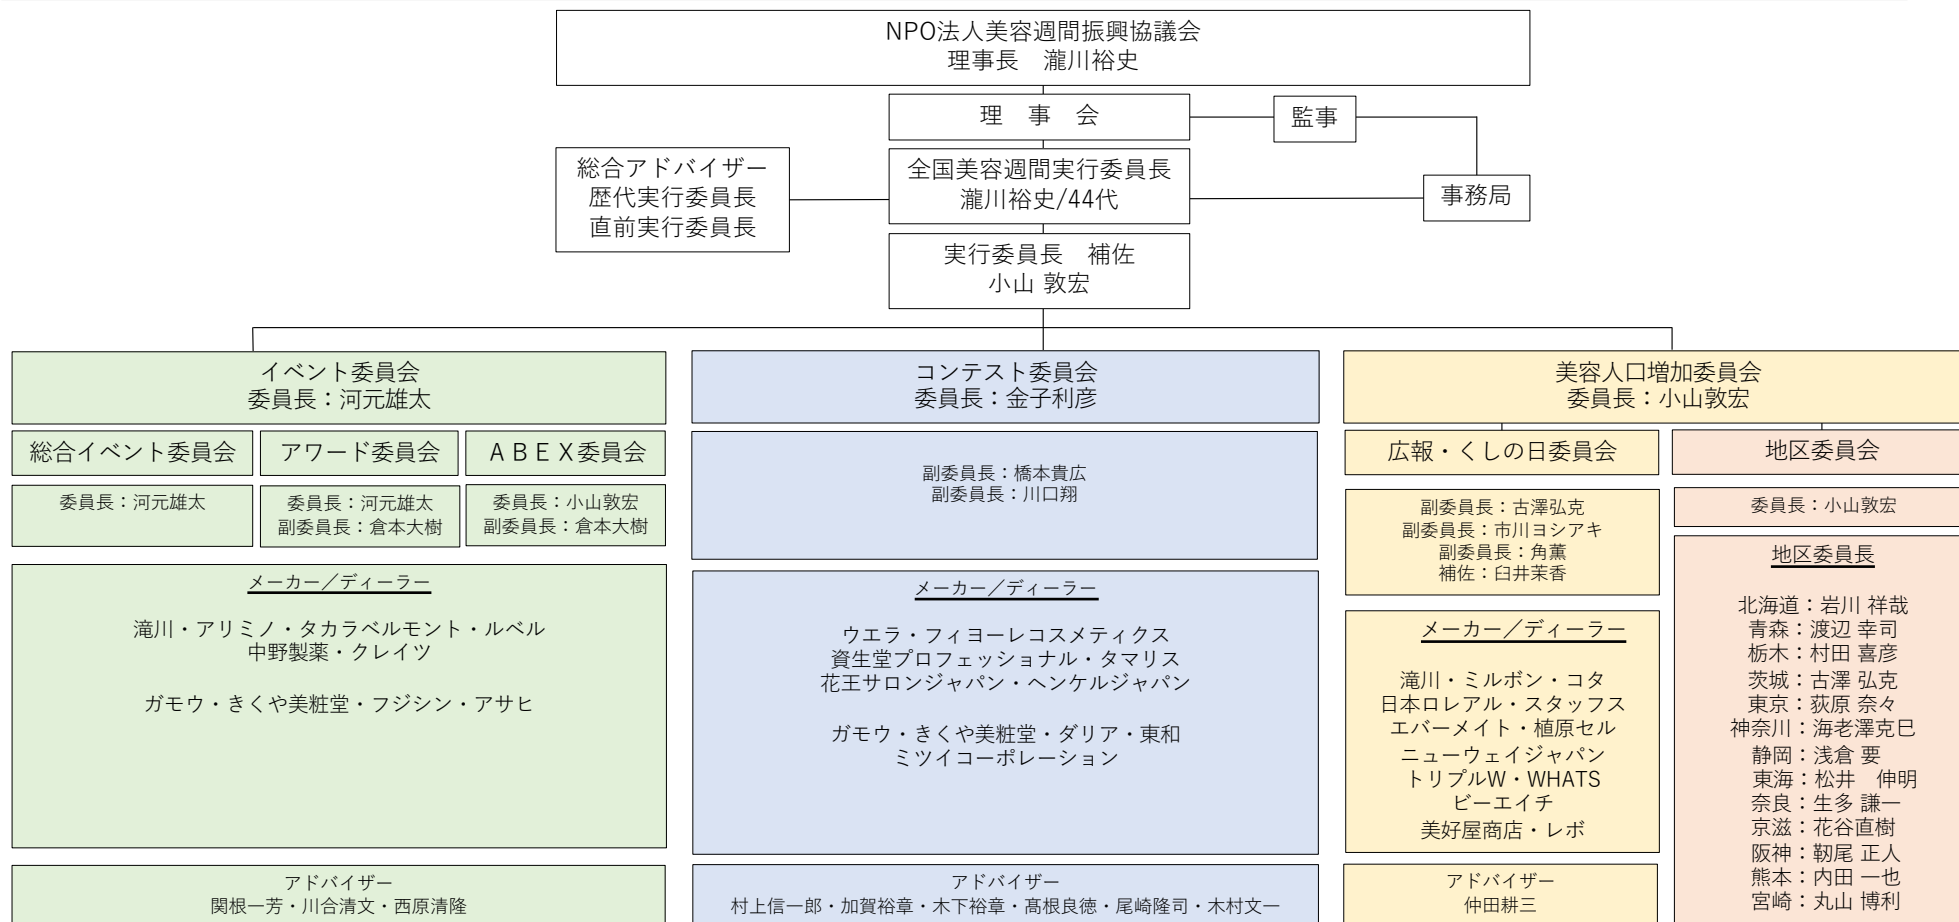 NPO法人美容週間振興協議会
理事長　瀧川裕史
理　事　会
監事
総合アドバイザー
歴代実行委員長
直前実行委員長
全国美容週間実行委員長
瀧川裕史/44代
事務局
実行委員長　補佐
小山 敦宏
イベント委員会
委員長：河元雄太
総合イベント委員会
アワード委員会
ＡＢＥＸ委員会
委員長：河元雄太
委員長：河元雄太
副委員長：倉本大樹
委員長：小山敦宏
副委員長：倉本大樹
メーカー／ディーラー
滝川・アリミノ・タカラベルモント・ルベル
中野製薬・クレイツ
ガモウ・きくや美粧堂・フジシン・アサヒ
アドバイザー
関根一芳・川合清文・西原清隆
コンテスト委員会
委員長：金子利彦
副委員長：橋本貴広
副委員長：川口翔
メーカー／ディーラー
ウエラ・フィヨーレコスメティクス
資生堂プロフェッショナル・タマリス
花王サロンジャパン・ヘンケルジャパン
ガモウ・きくや美粧堂・ダリア・東和
ミツイコーポレーション
アドバイザー
村上信一郎・加賀裕章・木下裕章・髙根良徳・尾崎隆司・木村文一
美容人口増加委員会
委員長：小山敦宏
広報・くしの日委員会
副委員長：古澤弘克
副委員長：市川ヨシアキ
副委員長：角薫
補佐：臼井茉香
メーカー／ディーラー
滝川・ミルボン・コタ
日本ロレアル・スタッフス
エバーメイト・植原セル
ニューウェイジャパン
トリプルW・WHATS
ビーエイチ
美好屋商店・レボ
アドバイザー
仲田耕三
地区委員会
委員長：小山敦宏
地区委員長
北海道：岩川 祥哉
青森：渡辺 幸司
栃木：村田 喜彦
茨城：古澤 弘克
東京：荻原 奈々
神奈川：海老澤克巳
静岡：浅倉 要
東海：松井　伸明
奈良：生多 謙一
京滋：花谷直樹
阪神：靭尾 正人
熊本：内田 一也
宮崎：丸山 博利